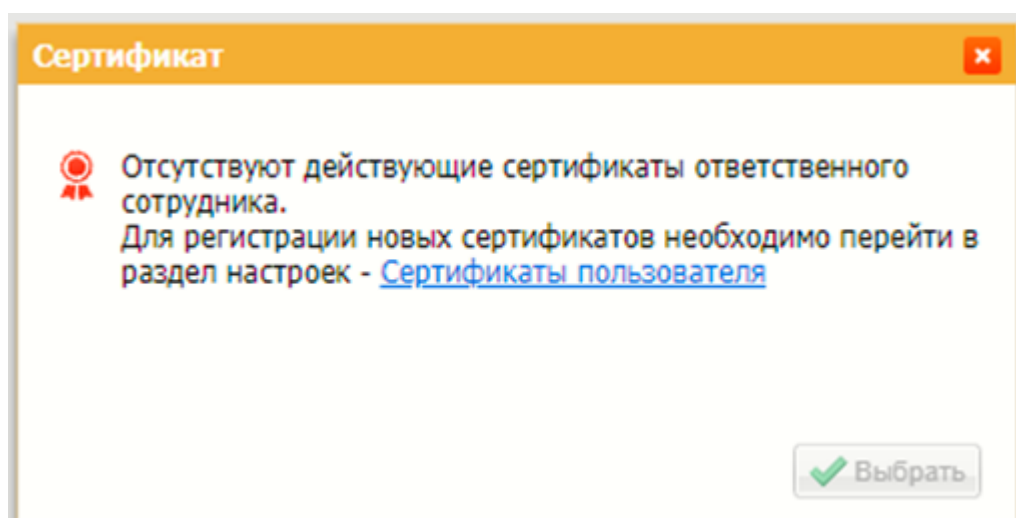 Сертификат
Отсутствуют действующие сертификаты ответственного
сотрудника.
Для регистрации новых сертификатов необходимо перейти в
раздел настроек - Сертификаты пользователя
Выбрать